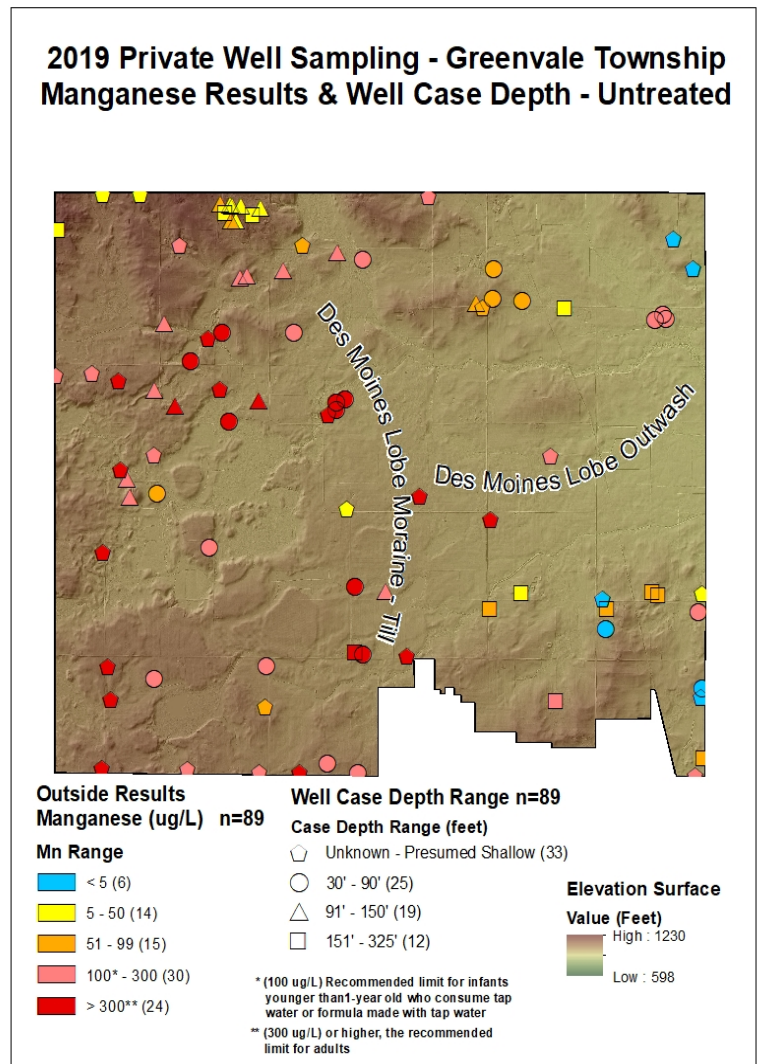 2019 Private Well Sampling - Greenvale Township
Manganese Results & Well Case Depth - Untreated
Des Moines Lobe Moraine - Till
Des Moines Lobe Outwash
Outside Results
Manganese (ug/L) n=89
Mn Range
< 5 (6)
5 - 50 (14)
51 - 99 (15)
100* - 300 (30)
> 300** (24)
Well Case Depth Range n=89
Case Depth Range (feet)
Unknown - Presumed Shallow (33)
30' - 90' (25)
91' - 150' (19)
151' - 325' (12)
* (100 ug/L) Recommended limit for infants
younger than1-year old who consume tap
water or formula made with tap water
** (300 ug/L) or higher, the recommended
limit for adults
Elevation Surface
Value (Feet)
High : 1230
Low : 598